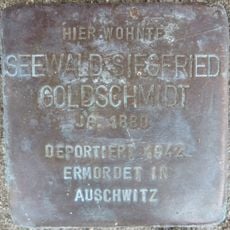 HIER WOHNTE
SEEWALD SIEGFRIED
GOLDSCHMIDT
JG. 1880
DEPORTIERT 1942
ERMORDET IN
AUSCHWITZ